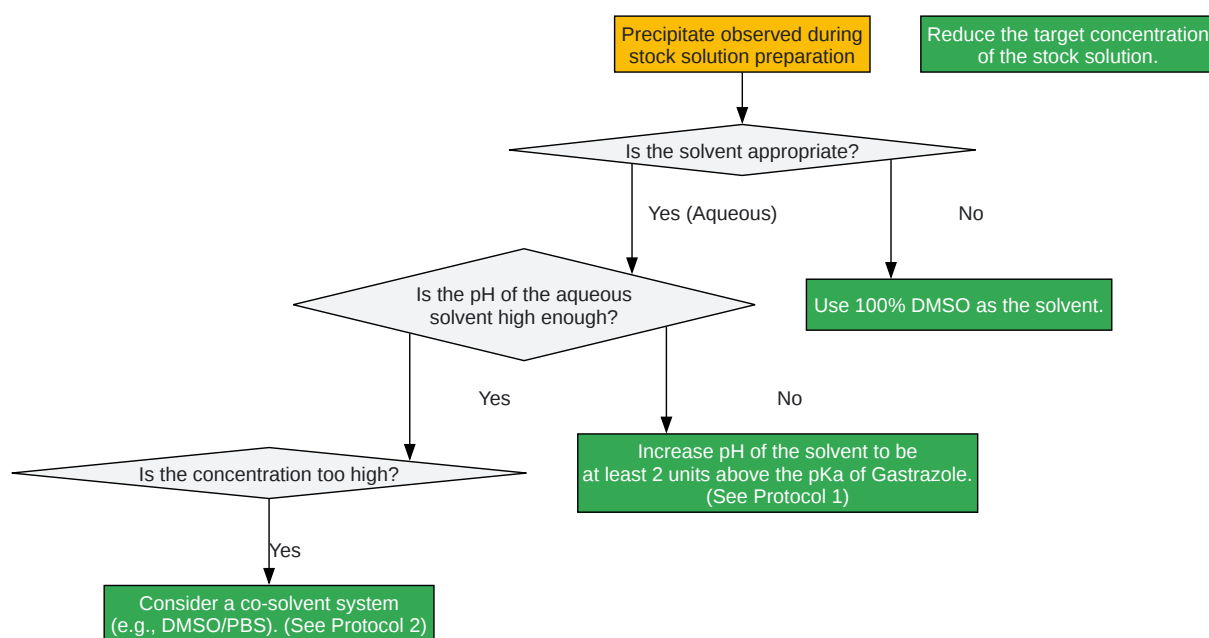 Precipitate observed during
stock solution preparation
Reduce the target concentration
of the stock solution.
Is the solvent appropriate?
Yes (Aqueous)
No
Is the pH of the aqueous
solvent high enough?
Use 100% DMSO as the solvent.
Yes
No
Is the concentration too high?
Increase pH of the solvent to be
at least 2 units above the pKa of Gastrazole.
(See Protocol 1)
Yes
Consider a co-solvent system
(e.g., DMSO/PBS). (See Protocol 2)